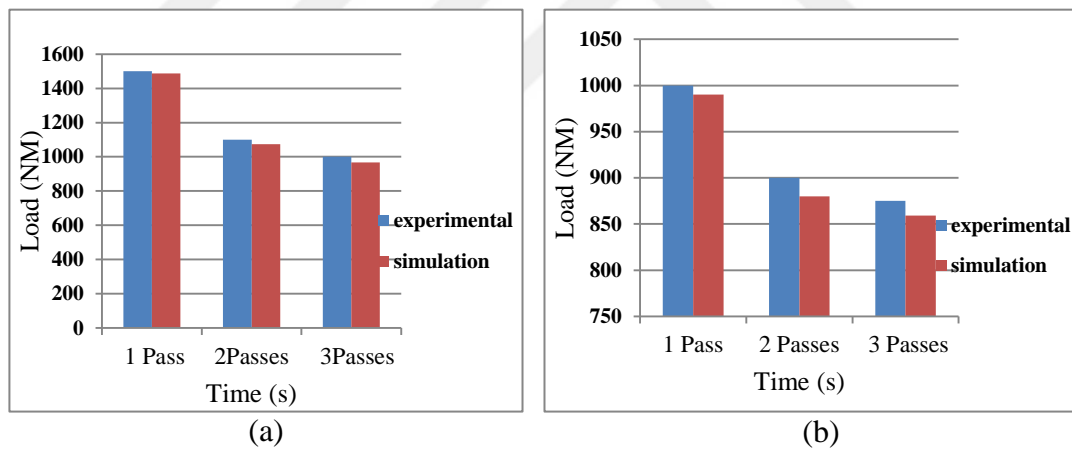 1600
1400
1200
1000
800
600
400
200
0
Load (NM)
1 Pass 2Passes 3Passes
Time (s)
experimental
simulation
(a)
1050
1000
950
900
850
800
750
Load (NM)
1 Pass 2 Passes 3 Passes
Time (s)
experimental
simulation
(b)